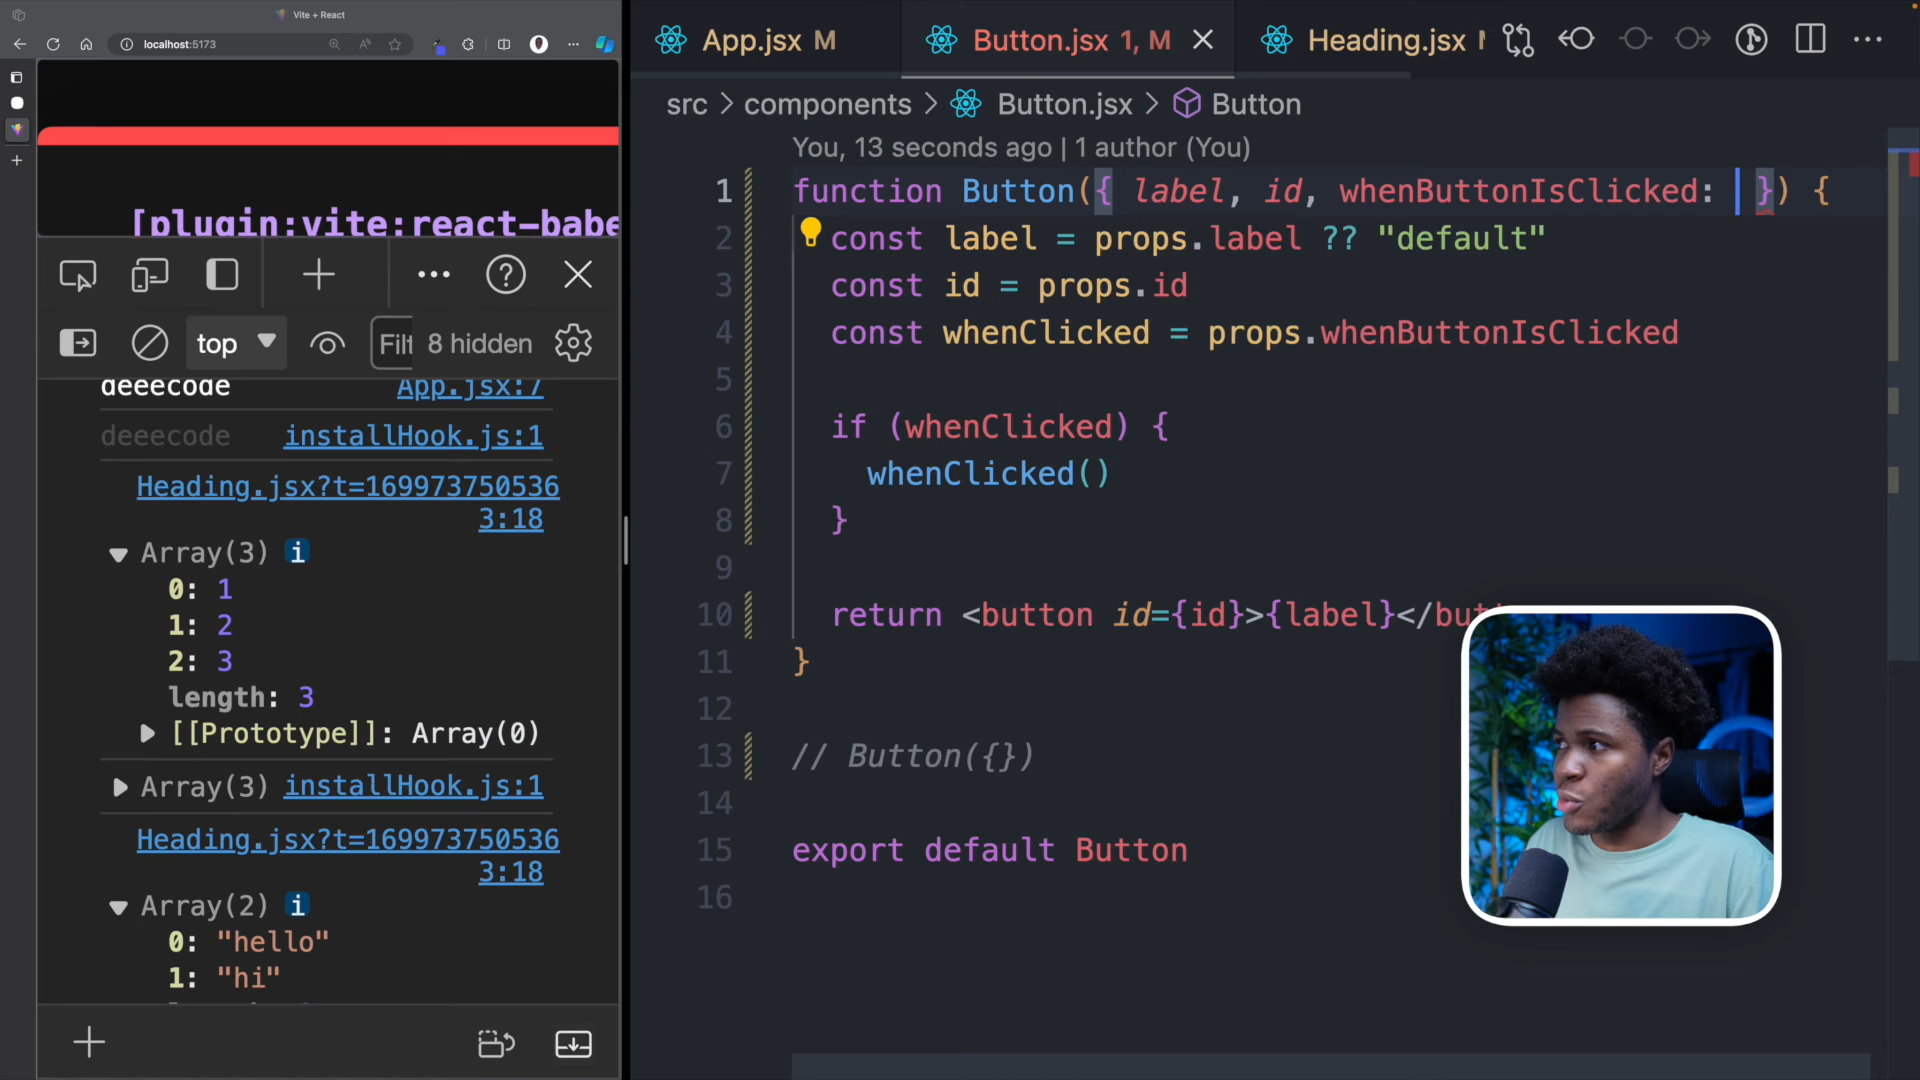 Vite + React
localhost:5173
[plugin:vite:react-babe
top
Filt
8 hidden
deeecode App.jsx:7
deeecode installHook.js:1
Heading.jsx?t=169973750536
3:18
Array(3) i
0: 1
1: 2
2: 3
length: 3
[[Prototype]]: Array(0)
Array(3) installHook.js:1
Heading.jsx?t=169973750536
3:18
Array(2) i
0: "hello"
1: "hi"
App.jsx M
Button.jsx 1, M
Heading.jsx
src > components > Button.jsx > Button
You, 13 seconds ago | 1 author (You)
1 function Button({ label, id, whenButtonIsClicked: }) {
2 const label = props.label ?? "default"
3 const id = props.id
4 const whenClicked = props.whenButtonIsClicked
5
6 if (whenClicked) {
7 whenClicked()
8 }
9
10 return <button id={id}>{label}</but
11 }
12
13 // Button({})
14
15 export default Button
16